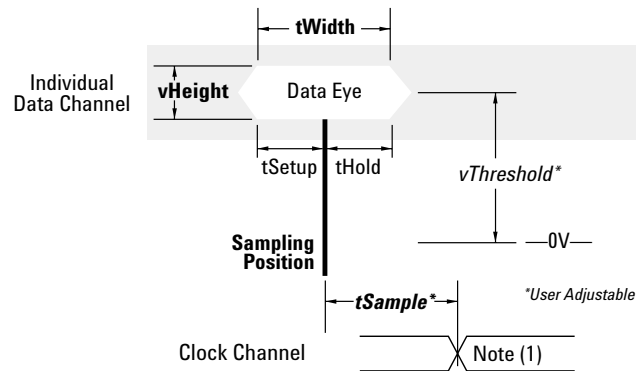 tWidth
Individual
Data Channel
vHeight
Data Eye
tSetup
tHold
vThreshold*
Sampling
Position
0V
tSample*
*User Adjustable
Clock Channel
Note (1)